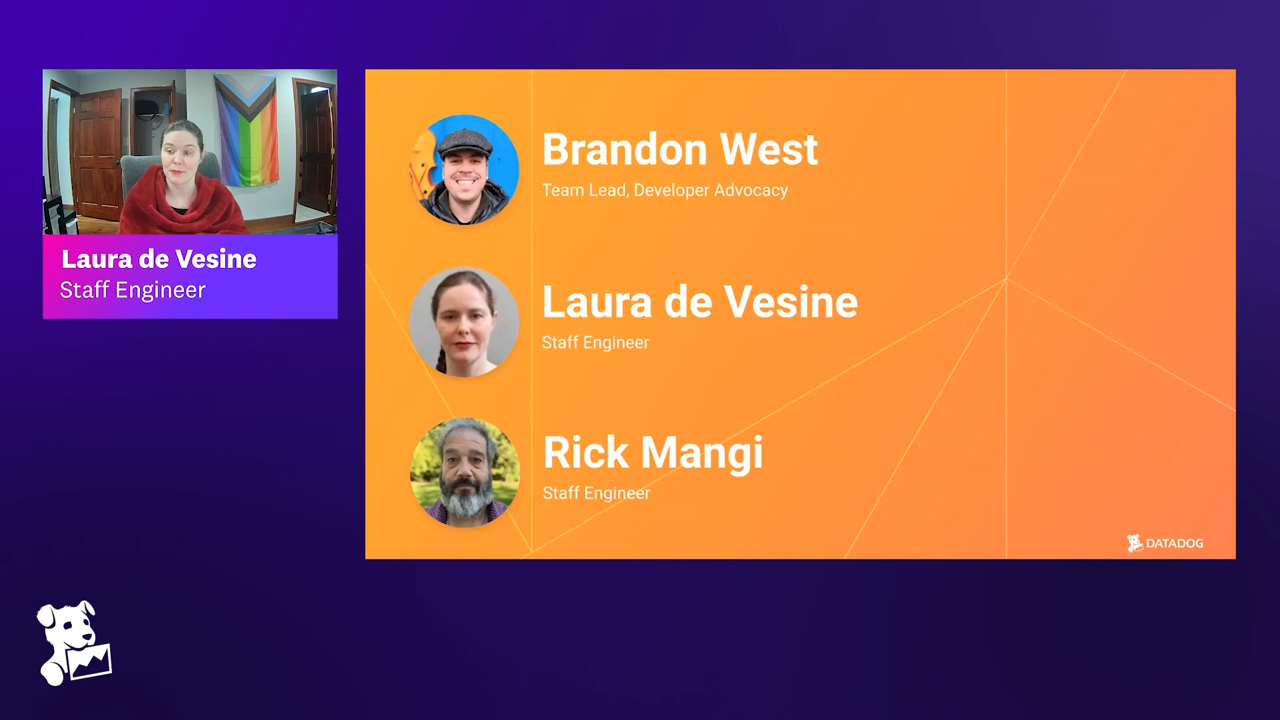 Laura de Vesine
Staff Engineer
Brandon West
Team Lead, Developer Advocacy
Laura de Vesine
Staff Engineer
Rick Mangi
Staff Engineer
DATADOG